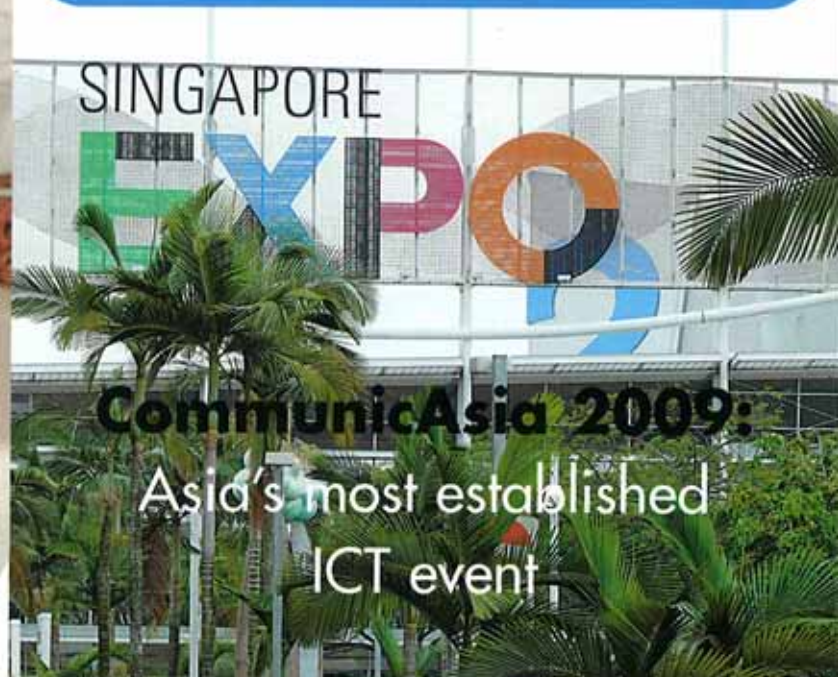 SINGAPORE
EXPO
CommunicAsia 2009:
Asia's most established
ICT event